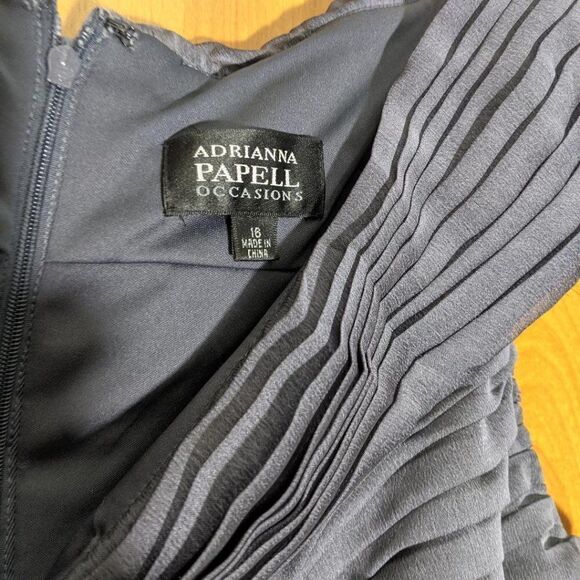 ADRIANNA
PAPELL
OCCASIONS
18
MADE IN
CHINA